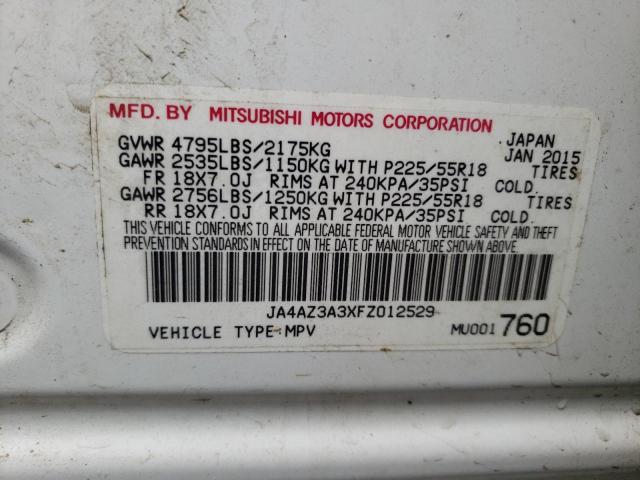 MFD. BY MITSUBISHI MOTORS CORPORATION
GVWR 4795LBS/2175KG JAPAN
GAWR 2535LBS/1150KG WITH P225/55R18 JAN 2015 TIRES
FR 18X7.0J RIMS AT 240KPA/35PSI COLD.
GAWR 2756LBS/1250KG WITH P225/55R18 TIRES
RR 18X7.0J RIMS AT 240KPA/35PSI COLD.
THIS VEHICLE CONFORMS TO ALL APPLICABLE FEDERAL MOTOR VEHICLE SAFETY AND THEFT
PREVENTION STANDARDS IN EFFECT ON THE DATE OF MANUFACTURE SHOWN ABOVE.
JA4AZ3A3XFZ012529
VEHICLE TYPE:MPV MU001760